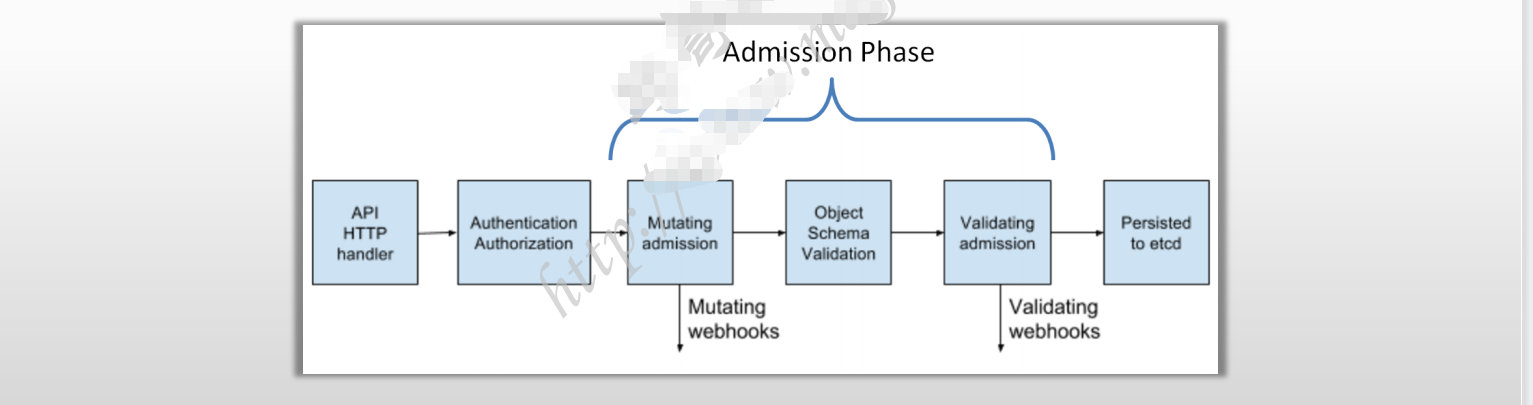 Admission Phase
API
HTTP
handler
Authentication
Authorization
Mutating
admission
Object
Schema
Validation
Validating
admission
Persisted
to etcd
Mutating
webhooks
Validating
webhooks
http://